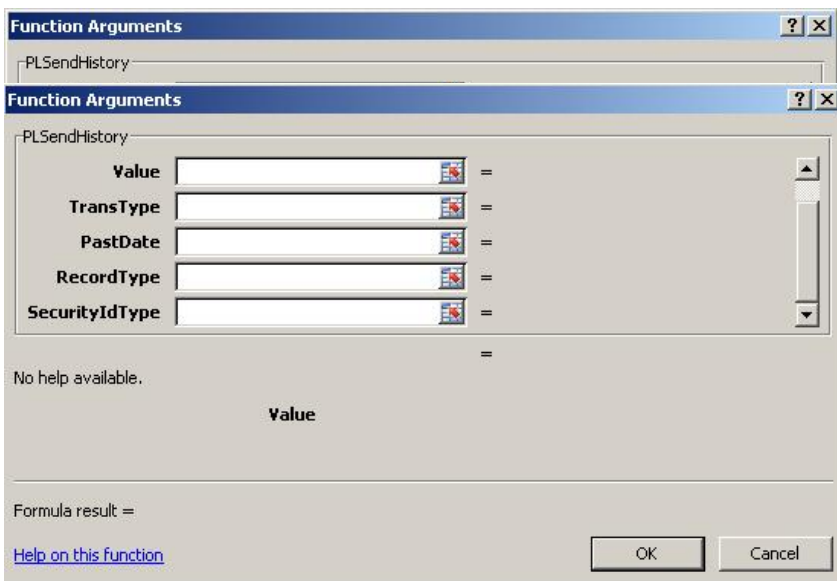 Function Arguments
PLSendHistory
Function Arguments
PLSendHistory
Value =
TransType =
PastDate =
RecordType =
SecurityIdType =
=
No help available.
Value
Formula result =
Help on this function OK Cancel